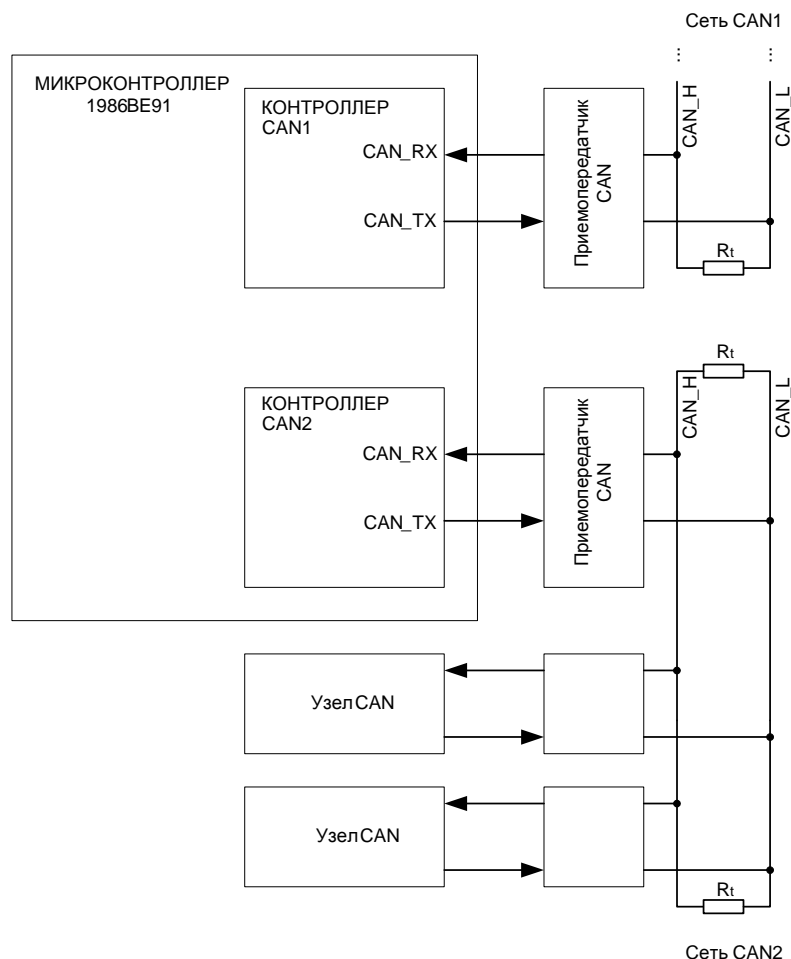 Сеть CAN1
...
...
МИКРОКОНТРОЛЛЕР
1986ВЕ91
КОНТРОЛЛЕР
CAN1
CAN_RX
CAN_TX
Приемопередатчик
CAN
CAN_H
CAN_L
Rt
КОНТРОЛЛЕР
CAN2
CAN_RX
CAN_TX
Приемопередатчик
CAN
Rt
CAN_H
CAN_L
Узел CAN
Узел CAN
Rt
Сеть CAN2